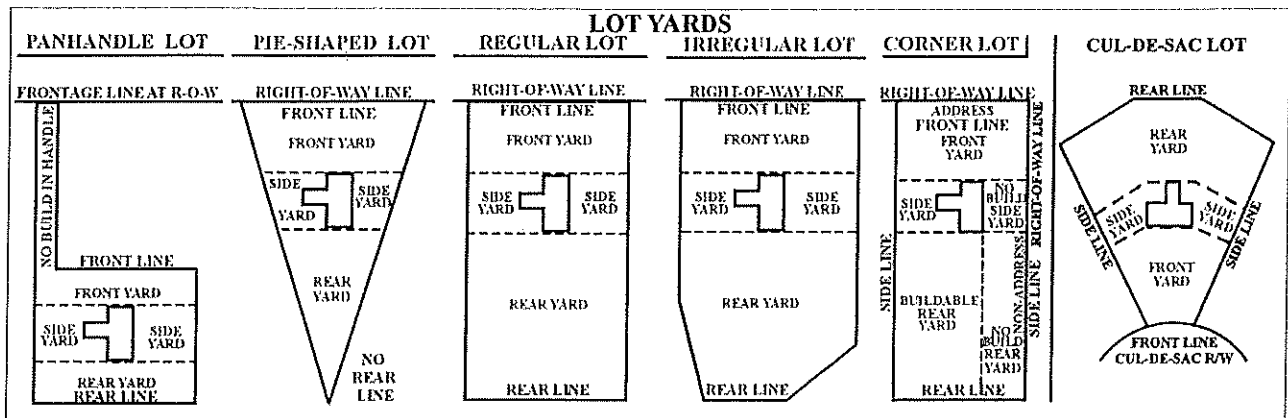 LOT YARDS
PANHANDLE LOT
FRONTAGE LINE AT R-O-W
NO BUILD IN HANDLE
FRONT LINE
FRONT YARD
SIDE
YARD
SIDE
YARD
REAR YARD
REAR LINE
PIE-SHAPED LOT
RIGHT-OF-WAY LINE
FRONT LINE
FRONT YARD
SIDE
YARD
SIDE
YARD
REAR
YARD
NO
REAR
LINE
REGULAR LOT
RIGHT-OF-WAY LINE
FRONT LINE
FRONT YARD
SIDE
YARD
SIDE
YARD
REAR YARD
REAR LINE
IRREGULAR LOT
RIGHT-OF-WAY LINE
FRONT LINE
FRONT YARD
SIDE
YARD
SIDE
YARD
REAR YARD
REAR LINE
CORNER LOT
RIGHT-OF-WAY LINE
ADDRESS
FRONT LINE
FRONT
YARD
SIDE
YARD
NO
BUILD
SIDE
YARD
SIDE LINE
BUILDABLE
REAR
YARD
NO
BUILD
REAR
YARD
NON-ADDRESS
SIDE LINE RIGHT-OF-WAY LINE
REAR LINE
CUL-DE-SAC LOT
REAR LINE
REAR
YARD
SIDE
YARD
SIDE
YARD
SIDE LINE
SIDE LINE
FRONT
YARD
FRONT LINE
CUL-DE-SAC R/W